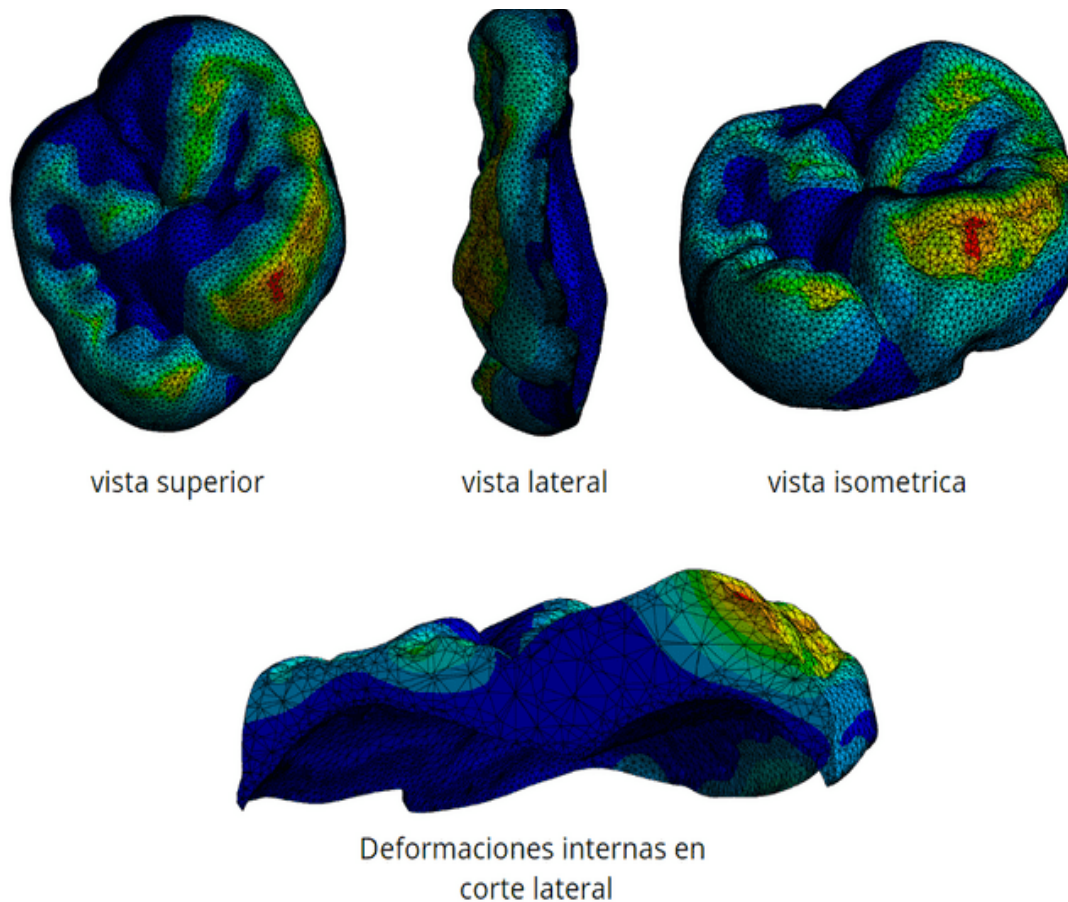 vista superior
vista lateral
vista isometrica
Deformaciones internas en
corte lateral